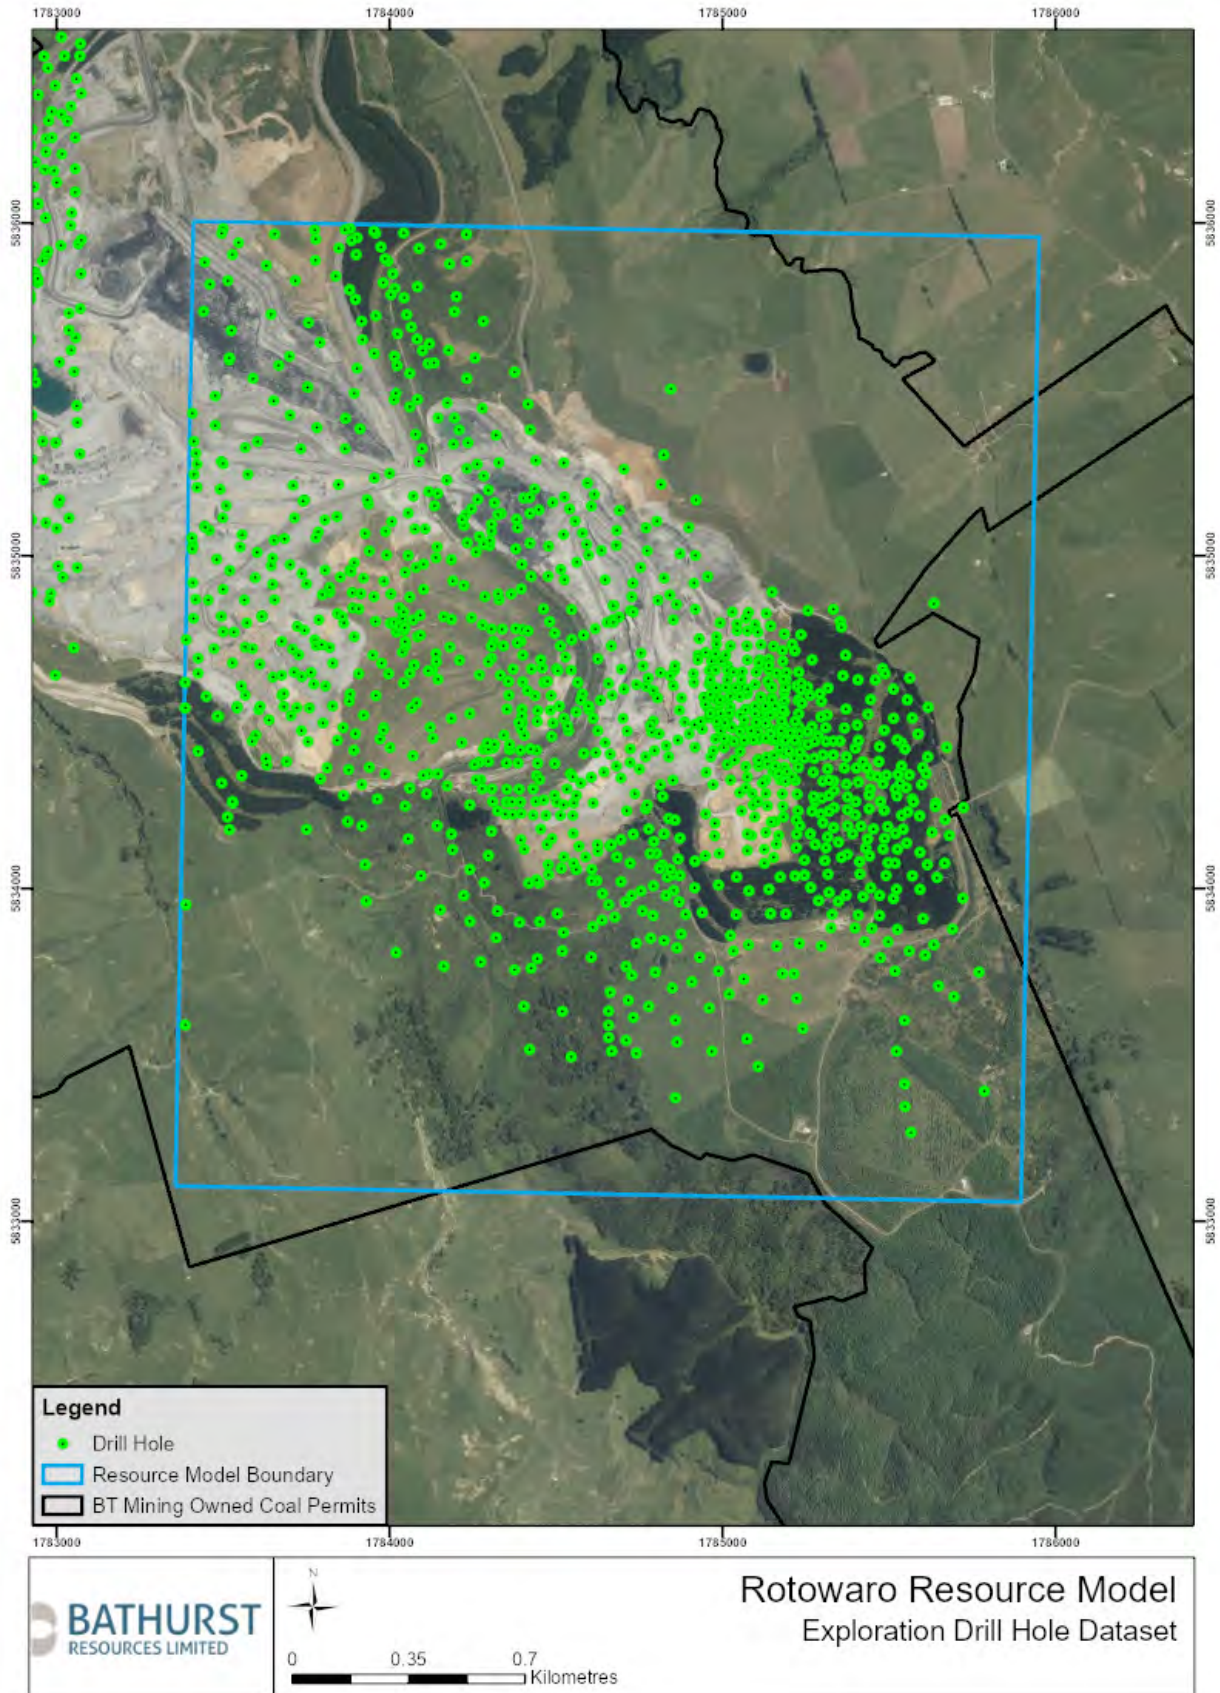 1783000 1784000 1785000 1786000
5836000 5836000
5835000 5835000
5834000 5834000
5833000 5833000
Legend
Drill Hole
Resource Model Boundary
BT Mining Owned Coal Permits
1783000 1784000 1785000 1786000
BATHURST
RESOURCES LIMITED
N
0 0.35 0.7
Kilometres
Rotowaro Resource Model
Exploration Drill Hole Dataset